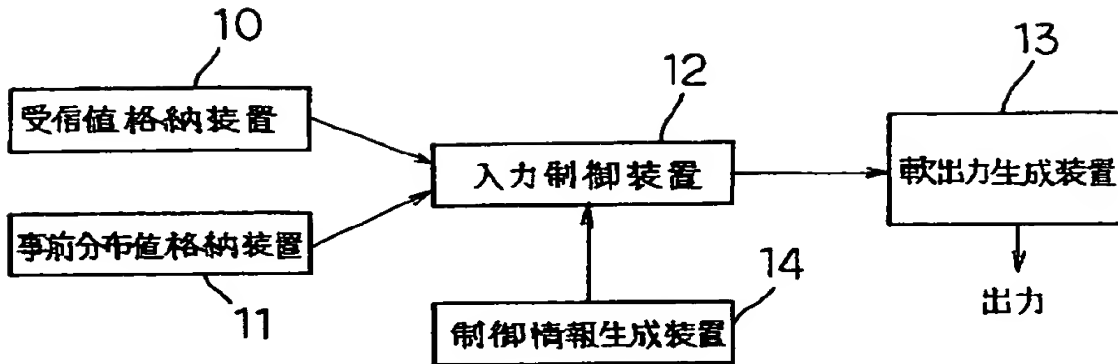 10
受信値格納装置
事前分布値格納装置
11
12
入力制御装置
14
制御情報生成装置
13
軟出力生成装置
出力